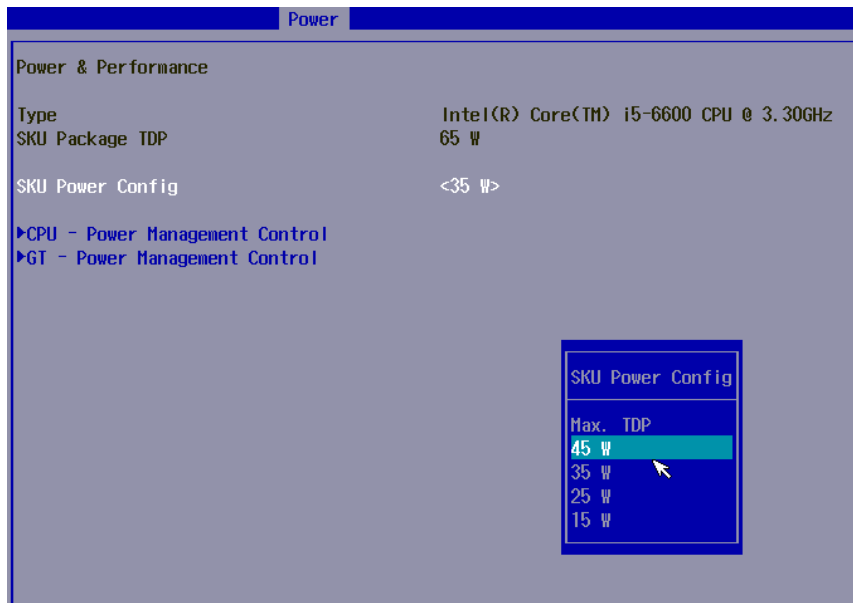 Power
Power & Performance
Type Intel(R) Core(TM) i5-6600 CPU @ 3.30GHz
SKU Package TDP 65 W
SKU Power Config <35 W>
▶CPU - Power Management Control
▶GT - Power Management Control
SKU Power Config
Max. TDP
45 W
35 W
25 W
15 W